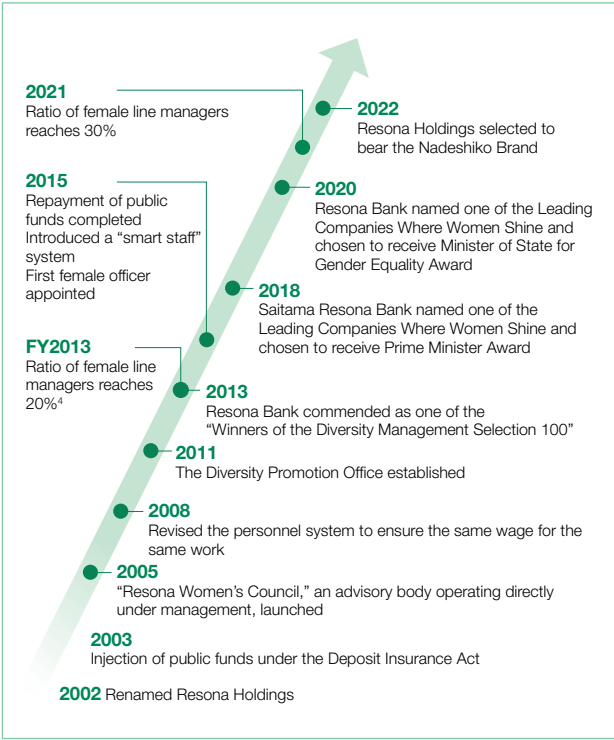 2021
Ratio of female line managers
reaches 30%
2022
Resona Holdings selected to
bear the Nadeshiko Brand
2015
Repayment of public
funds completed
Introduced a “smart staff”
system
First female officer
appointed
2020
Resona Bank named one of the Leading
Companies Where Women Shine and
chosen to receive Minister of State for
Gender Equality Award
2018
Saitama Resona Bank named one of the
Leading Companies Where Women Shine and
chosen to receive Prime Minister Award
FY2013
Ratio of female line
managers reaches
20%⁴
2013
Resona Bank commended as one of the
“Winners of the Diversity Management Selection 100”
2011
The Diversity Promotion Office established
2008
Revised the personnel system to ensure the same wage for the
same work
2005
“Resona Women’s Council,” an advisory body operating directly
under management, launched
2003
Injection of public funds under the Deposit Insurance Act
2002 Renamed Resona Holdings